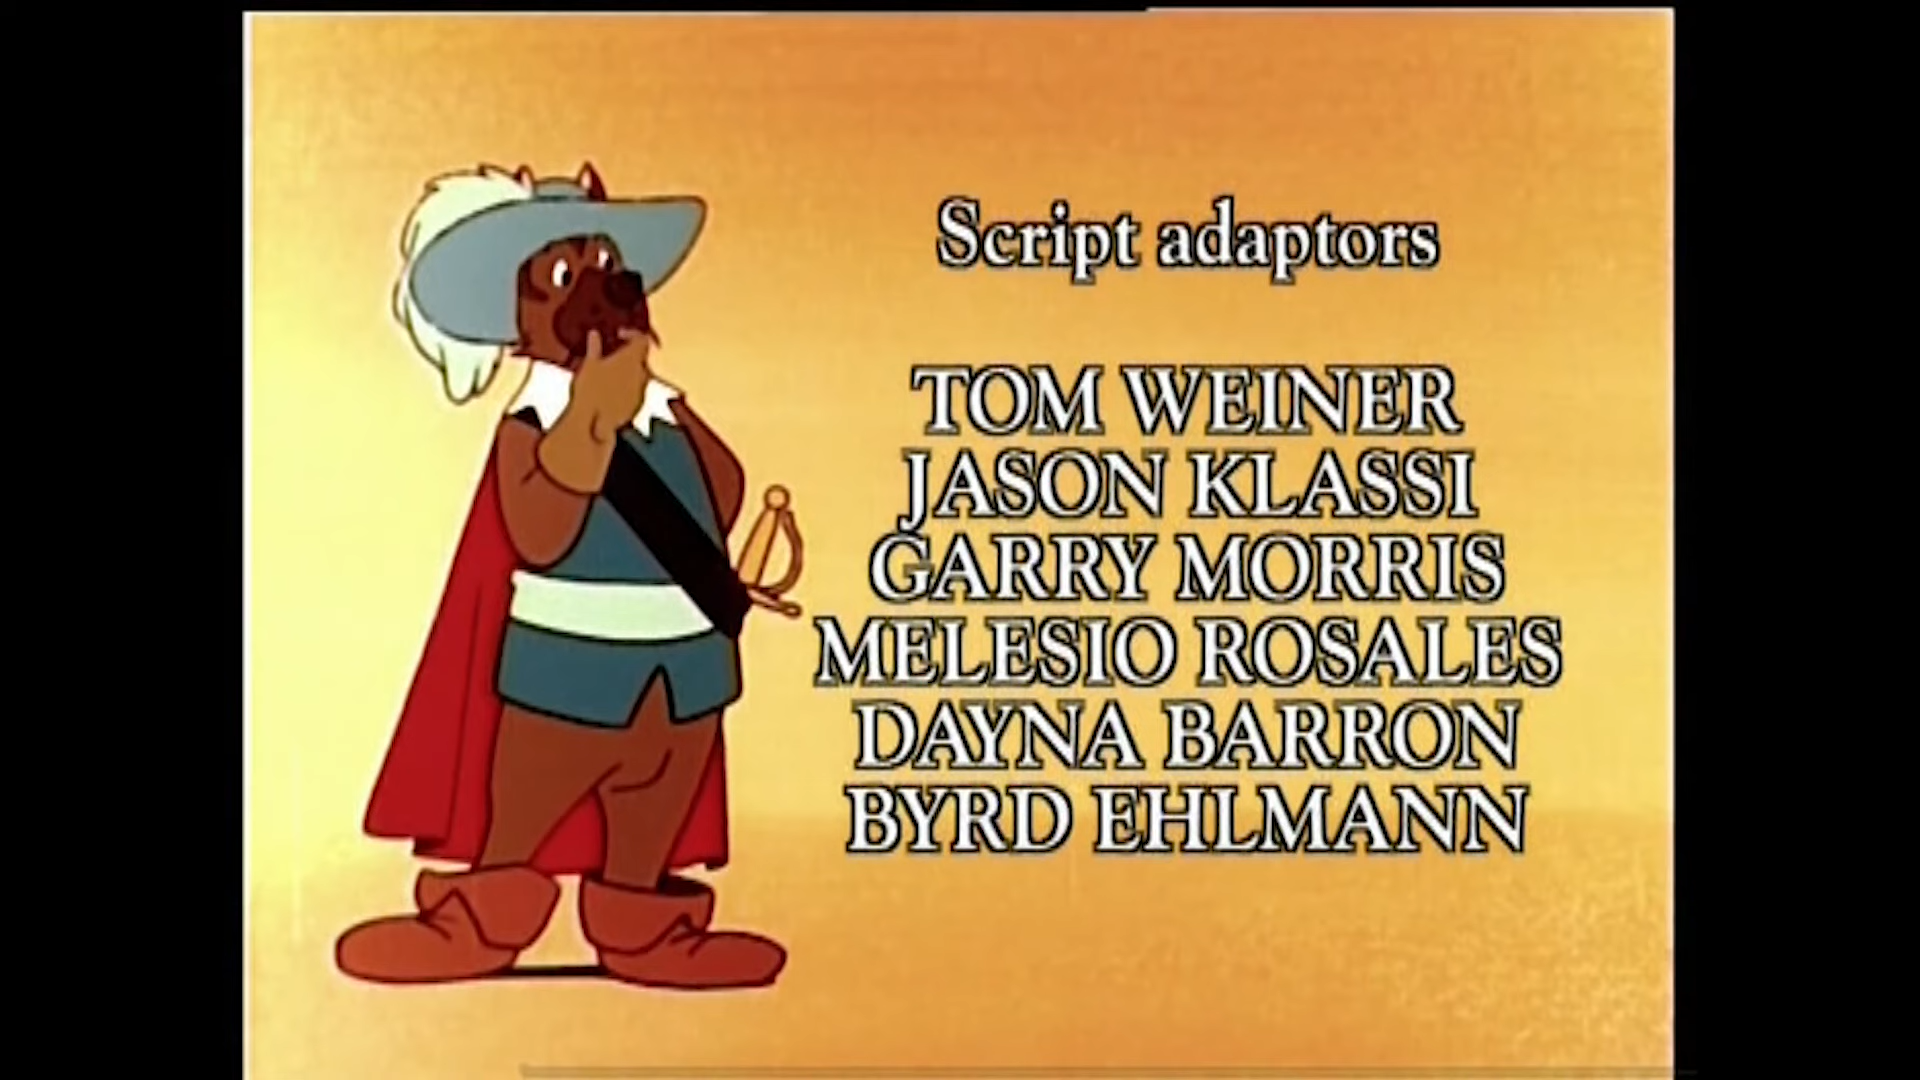 Script adaptors
TOM WEINER
JASON KLASSI
GARRY MORRIS
MELESIO ROSALES
DAYNA BARRON
BYRD EHLMANN